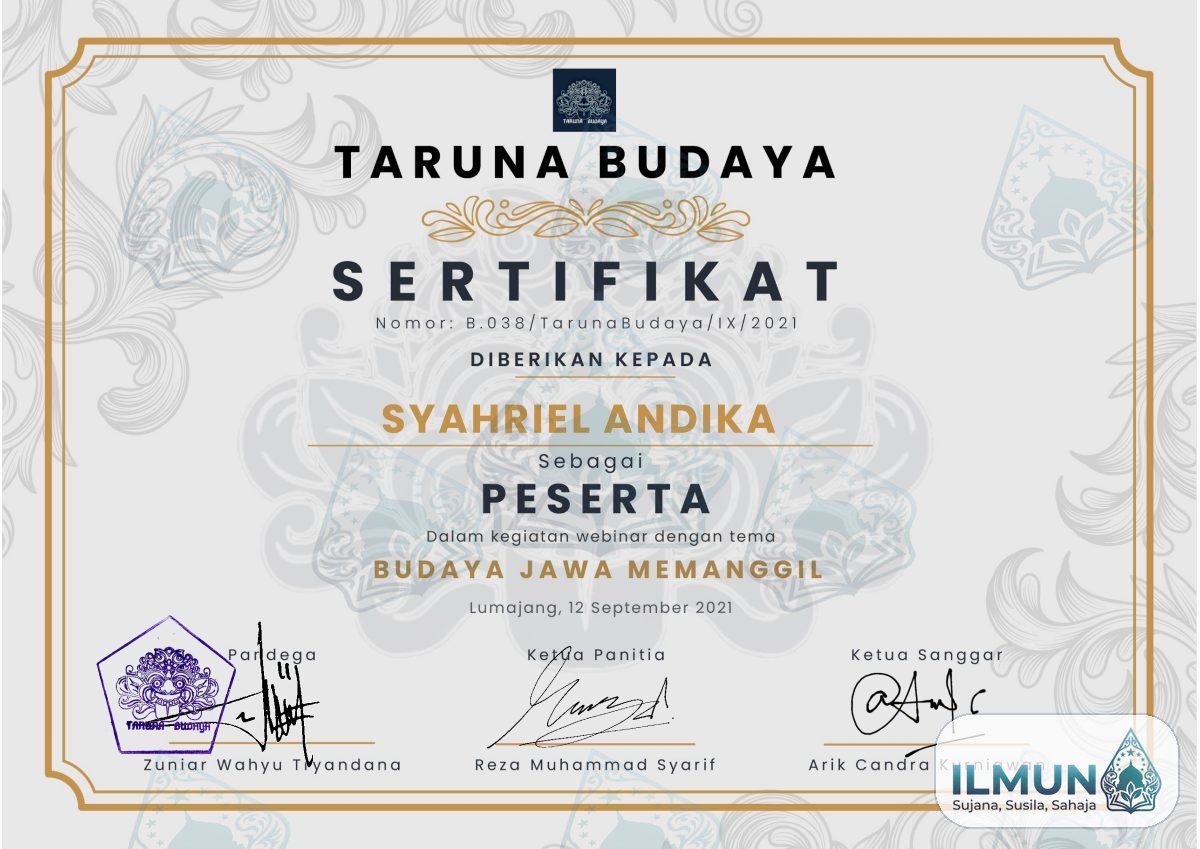 TARUNA BUDAYA
TARUNA BUDAYA
SERTIFIKAT
Nomor: B.038/TarunaBudaya/IX/2021
DIBERIKAN KEPADA
SYAHRIEL ANDIKA
Sebagai
PESERTA
Dalam kegiatan webinar dengan tema
BUDAYA JAWA MEMANGGIL
Lumajang, 12 September 2021
Pandega
Ketua Panitia
Ketua Sanggar
TARUNA BUDAYA
Zuniar Wahyu Triyandana
Reza Muhammad Syarif
Arik Candra Kurniawan
ILMUN
Sujana, Susila, Sahaja